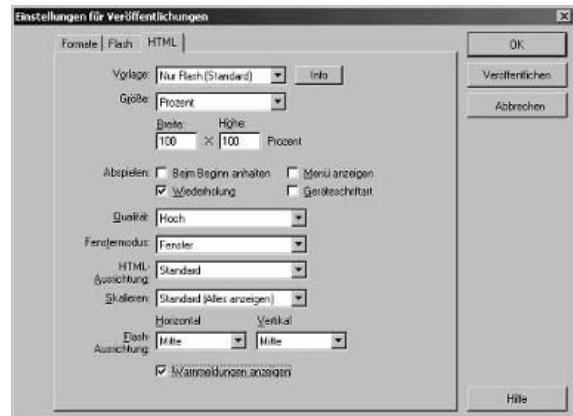 Einstellungen für Veröffentlichungen
Formate Flash HTML
OK
Vorlage: Nur Flash (Standard) Info
Veröffentlichen
Größe: Prozent
Abbrechen
Breite: Höhe:
100 X 100 Prozent
Abspielen: Beim Beginn anhalten Menü anzeigen
Wiederholung Geräteschriftart
Qualität: Hoch
Fenstermodus: Fenster
HTML-Ausrichtung: Standard
Skalieren: Standard (Alles anzeigen)
Horizontal Vertikal
Flash-Ausrichtung: Mitte Mitte
Warnmeldungen anzeigen
Hilfe